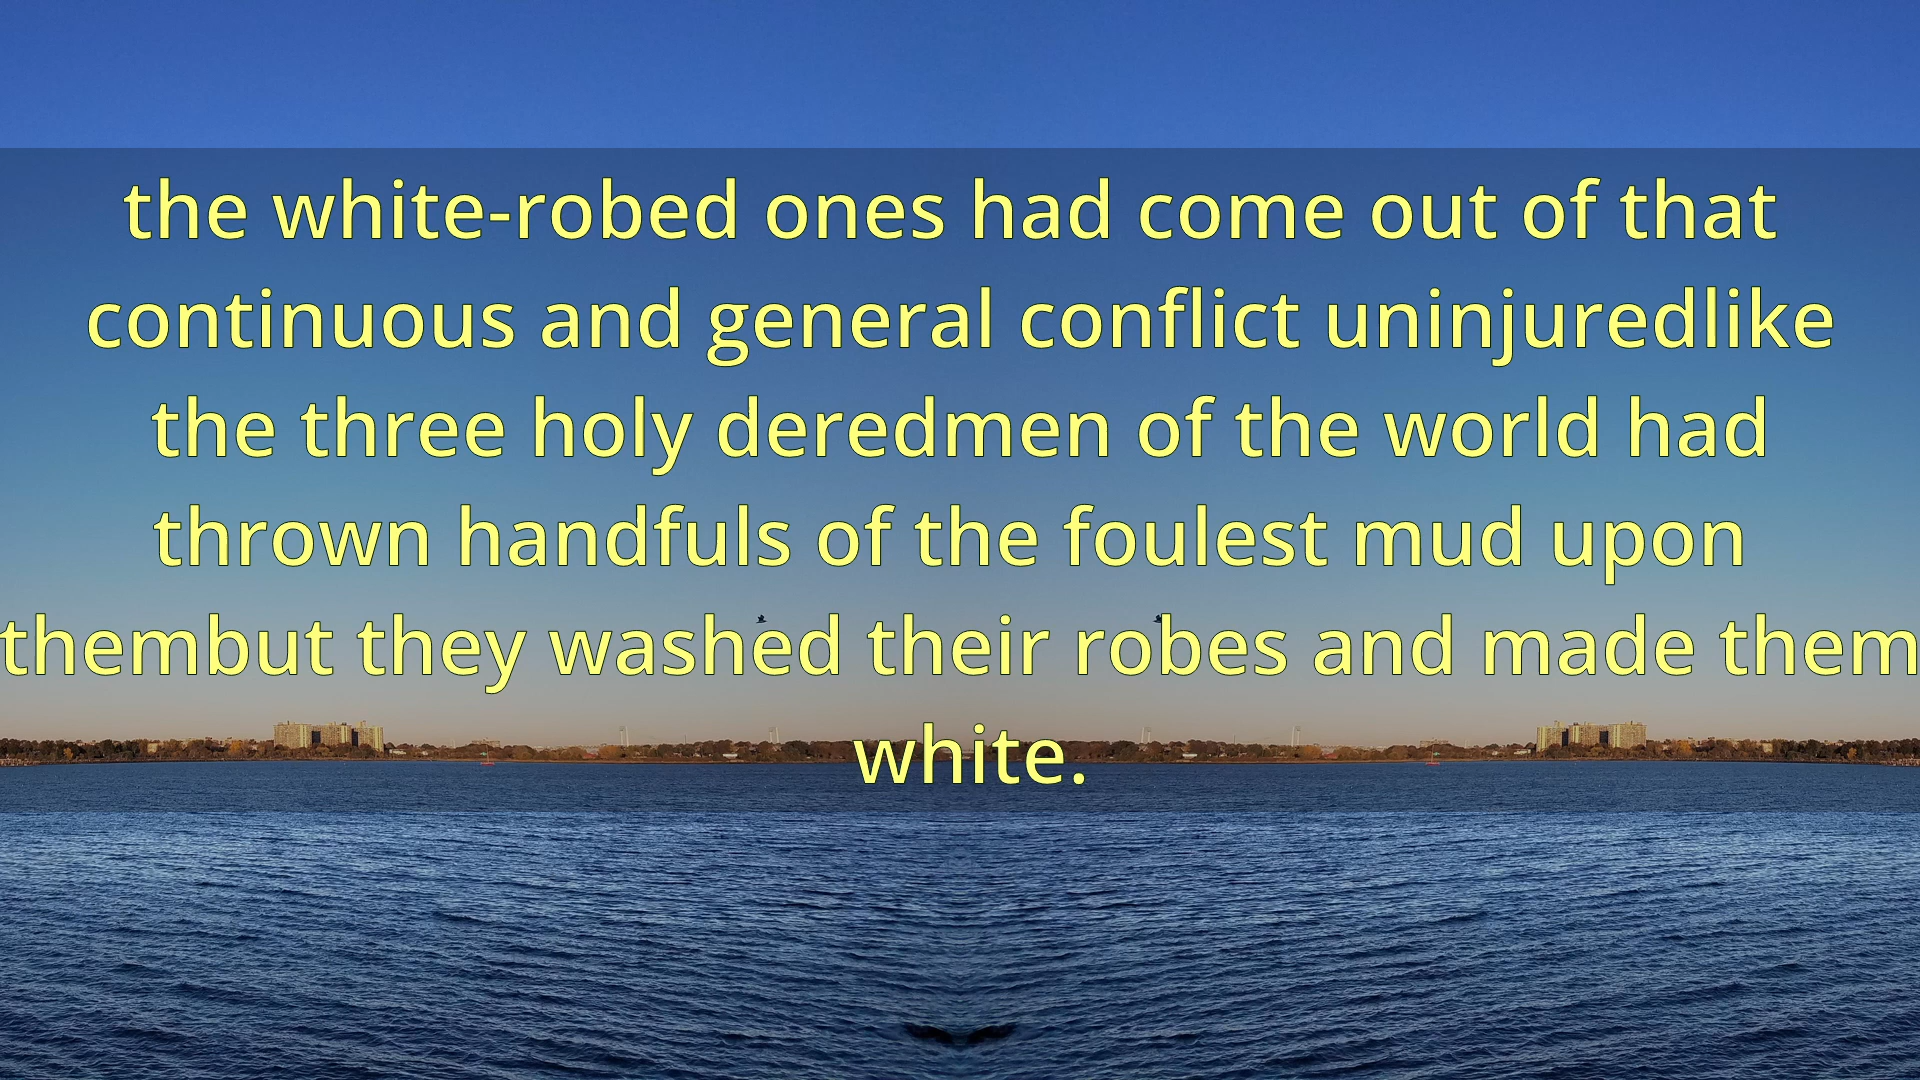 the white-robed ones had come out of that
continuous and general conflict uninjuredlike
the three holy deredmen of the world had
thrown handfuls of the foulest mud upon
thembut they washed their robes and made them
white.